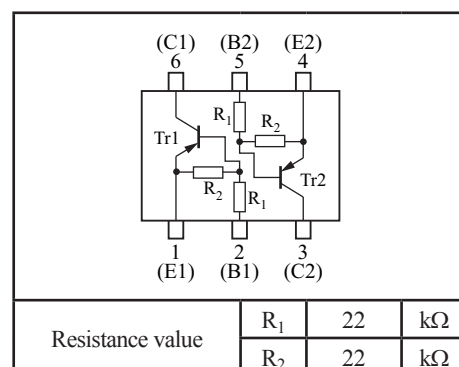 (C1) (B2) (E2)
6 5 4
R1 R2
Tr1 Tr2
R2 R1
1 2 3
(E1) (B1) (C2)
Resistance value R1 22 kΩ
R2 22 kΩ